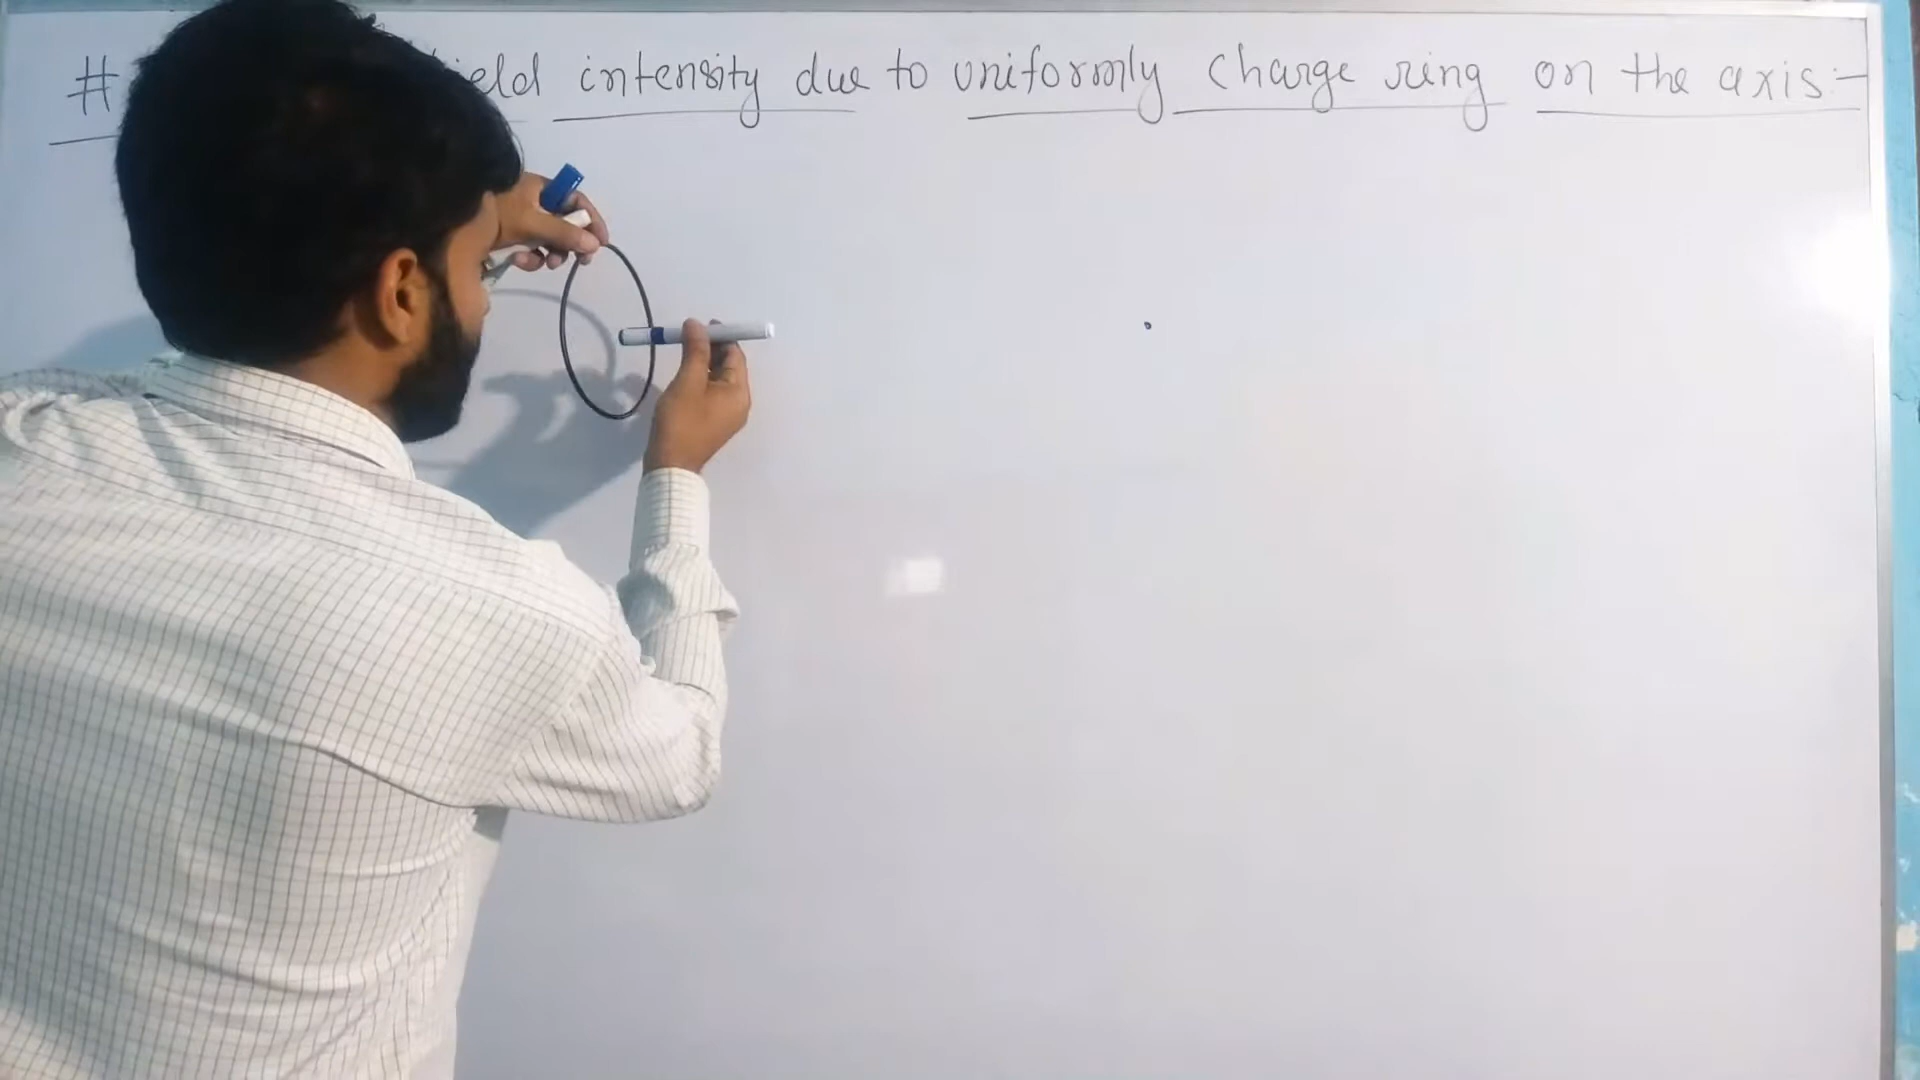 # ield intensity due to uniformly charge ring on the axis:-